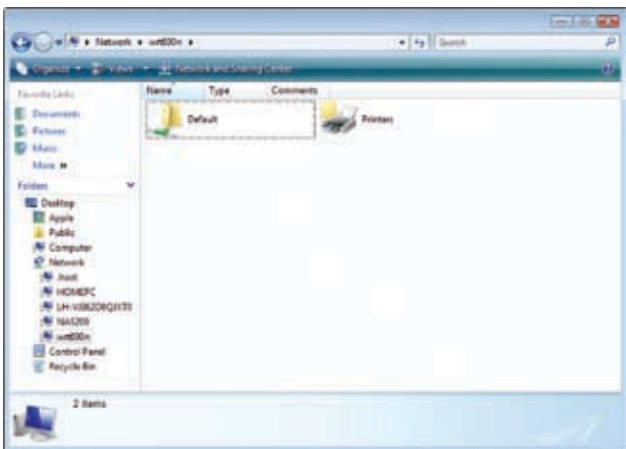 Network ▸ wrt600n ▸
Search
Organize Views Network and Sharing Center
Favorite Links
Documents
Pictures
Music
More »
Folders
Desktop
Apple
Public
Computer
Network
HOMEPC
NAS200
wrt600n
Control Panel
Recycle Bin
Name Type Comments
Default
Printers
2 items